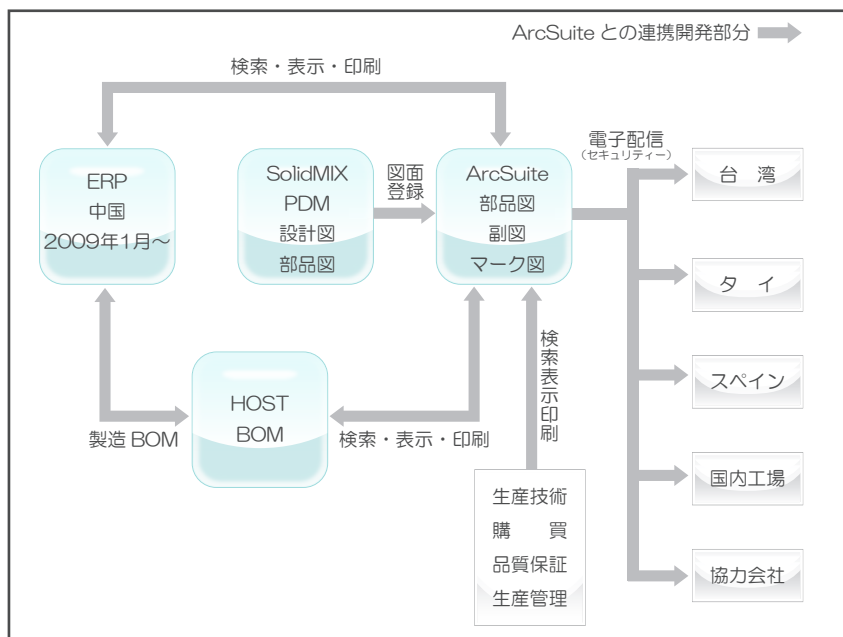 ArcSuite との連携開発部分
検索・表示・印刷
ERP
中国
2009年1月～
SolidMIX
PDM
設計図
部品図
図面
登録
ArcSuite
部品図
副図
マーク図
電子配信
（セキュリティー）
台　湾
タ　イ
スペイン
国内工場
協力会社
HOST
BOM
製造 BOM
検索・表示・印刷
検索表示印刷
生産技術
購　　買
品質保証
生産管理